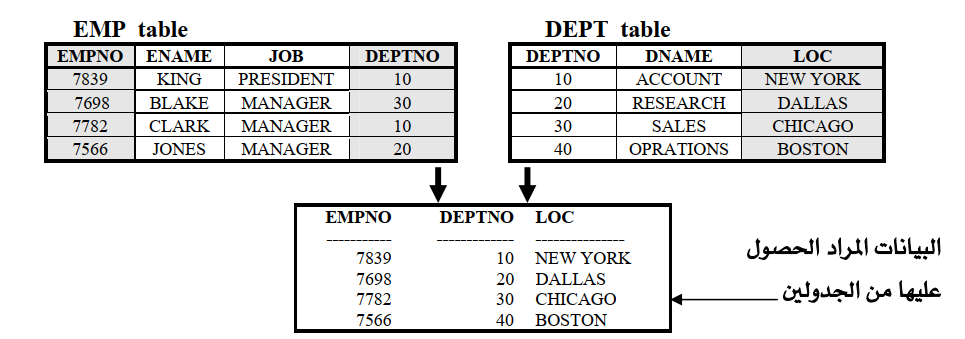 EMP table
EMPNO ENAME JOB DEPTNO
7839 KING PRESIDENT 10
7698 BLAKE MANAGER 30
7782 CLARK MANAGER 10
7566 JONES MANAGER 20
DEPT table
DEPTNO DNAME LOC
10 ACCOUNT NEW YORK
20 RESEARCH DALLAS
30 SALES CHICAGO
40 OPRATIONS BOSTON
EMPNO DEPTNO LOC
----------- ------------- ---------------
7839 10 NEW YORK
7698 20 DALLAS
7782 30 CHICAGO
7566 40 BOSTON
البيانات المراد الحصول
عليها من الجدولين